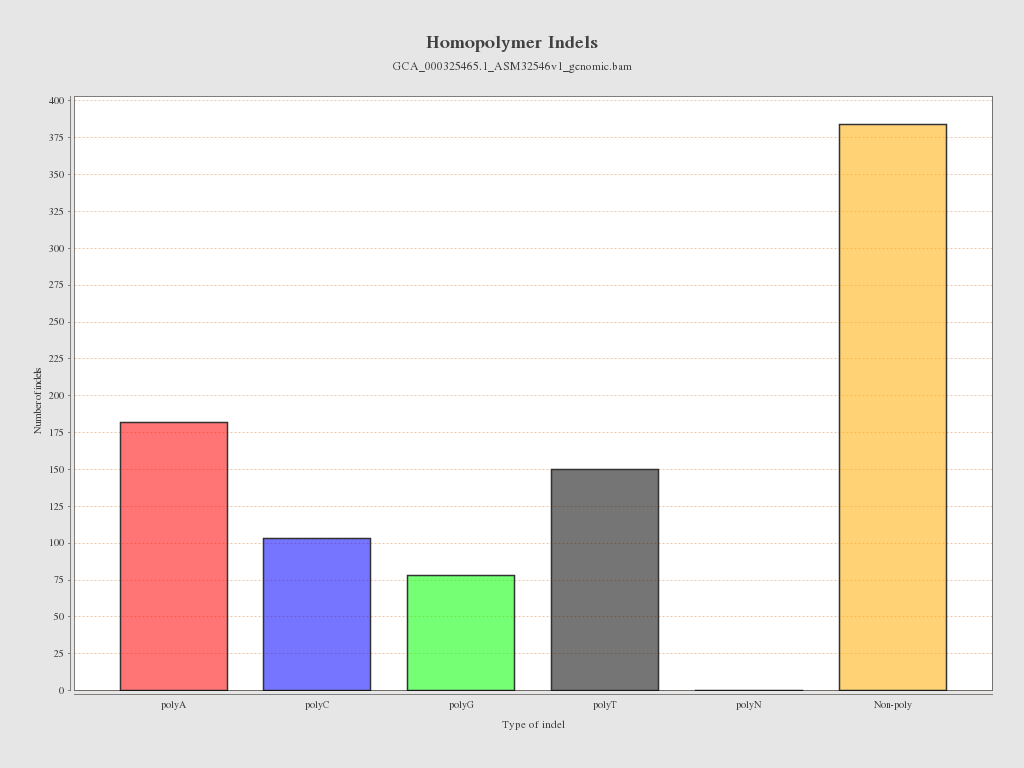 Homopolymer Indels
GCA_000325465.1_ASM32546v1_genomic.bam
400
375
350
325
300
275
250
225
200
175
150
125
100
75
50
25
0
Number of indels
polyA
polyC
polyG
polyT
polyN
Non-poly
Type of indel